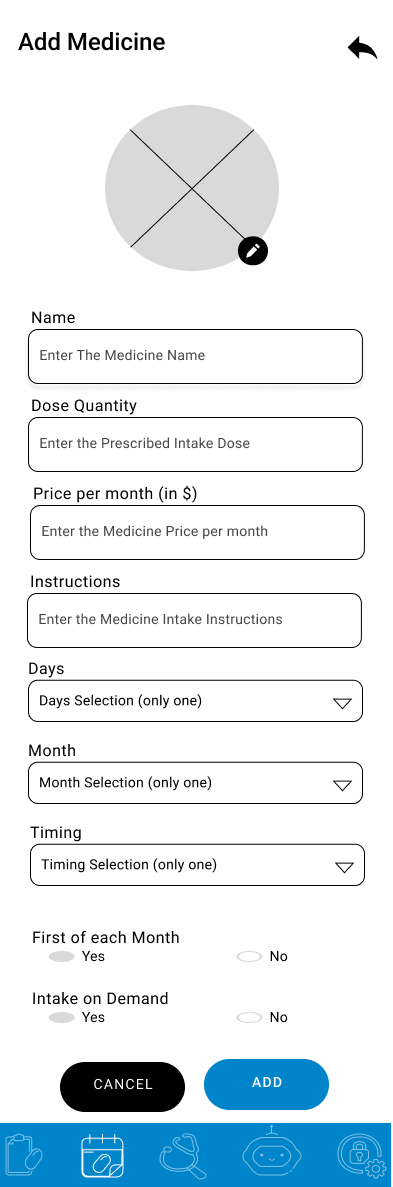 Add Medicine
Name
Enter The Medicine Name
Dose Quantity
Enter the Prescribed Intake Dose
Price per month (in $)
Enter the Medicine Price per month
Instructions
Enter the Medicine Intake Instructions
Days
Days Selection (only one)
Month
Month Selection (only one)
Timing
Timing Selection (only one)
First of each Month
Yes No
Intake on Demand
Yes No
CANCEL ADD